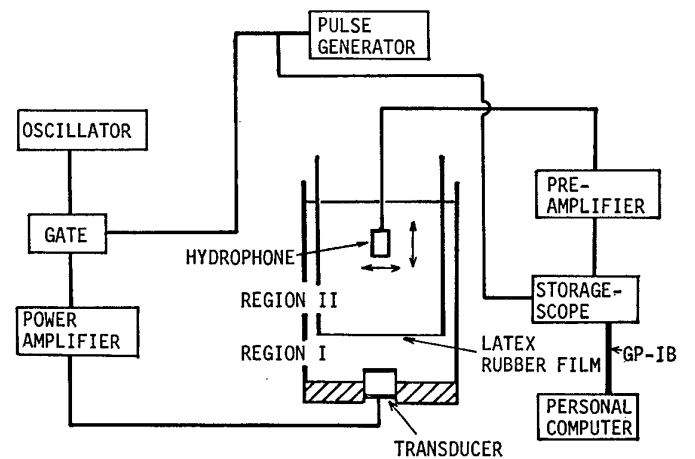 PULSE
GENERATOR
OSCILLATOR
PRE-
AMPLIFIER
GATE
HYDROPHONE
STORAGE-
SCOPE
REGION II
POWER
AMPLIFIER
REGION I
LATEX
RUBBER FILM
GP-IB
PERSONAL
COMPUTER
TRANSDUCER